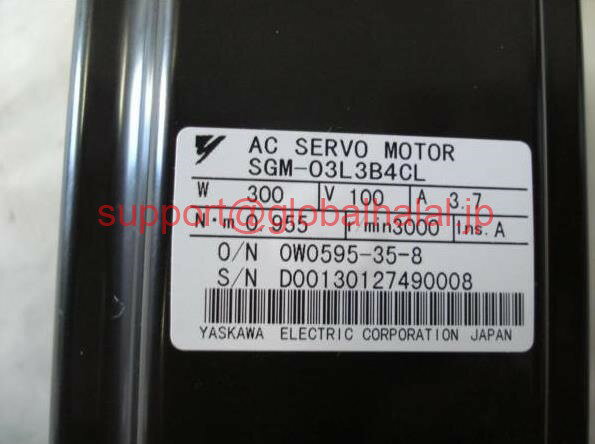 AC SERVO MOTOR
SGM-03L3B4CL
W 300 V 100 A 3.7
support@globalhalal.jp
N·m 0.955 r/min 3000 Ins. A
O/N 0W0595-35-8
S/N D00130127490008
YASKAWA ELECTRIC CORPORATION JAPAN